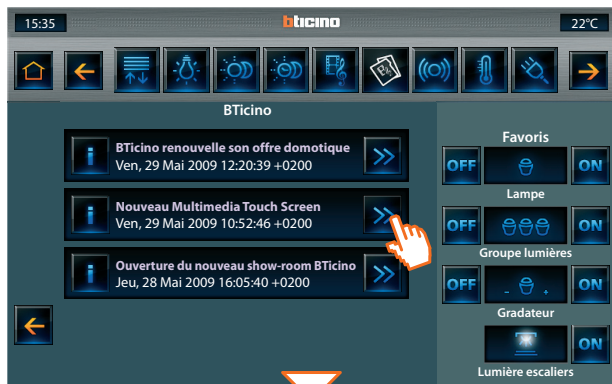 15:35
bticino
22°C
BTicino
BTicino renouvelle son offre domotique
Ven, 29 Mai 2009 12:20:39 +0200
Nouveau Multimedia Touch Screen
Ven, 29 Mai 2009 10:52:46 +0200
Ouverture du nouveau show-room BTicino
Jeu, 28 Mai 2009 16:05:40 +0200
Favoris
OFF
ON
Lampe
OFF
ON
Groupe lumières
OFF
ON
Gradateur
ON
Lumière escaliers